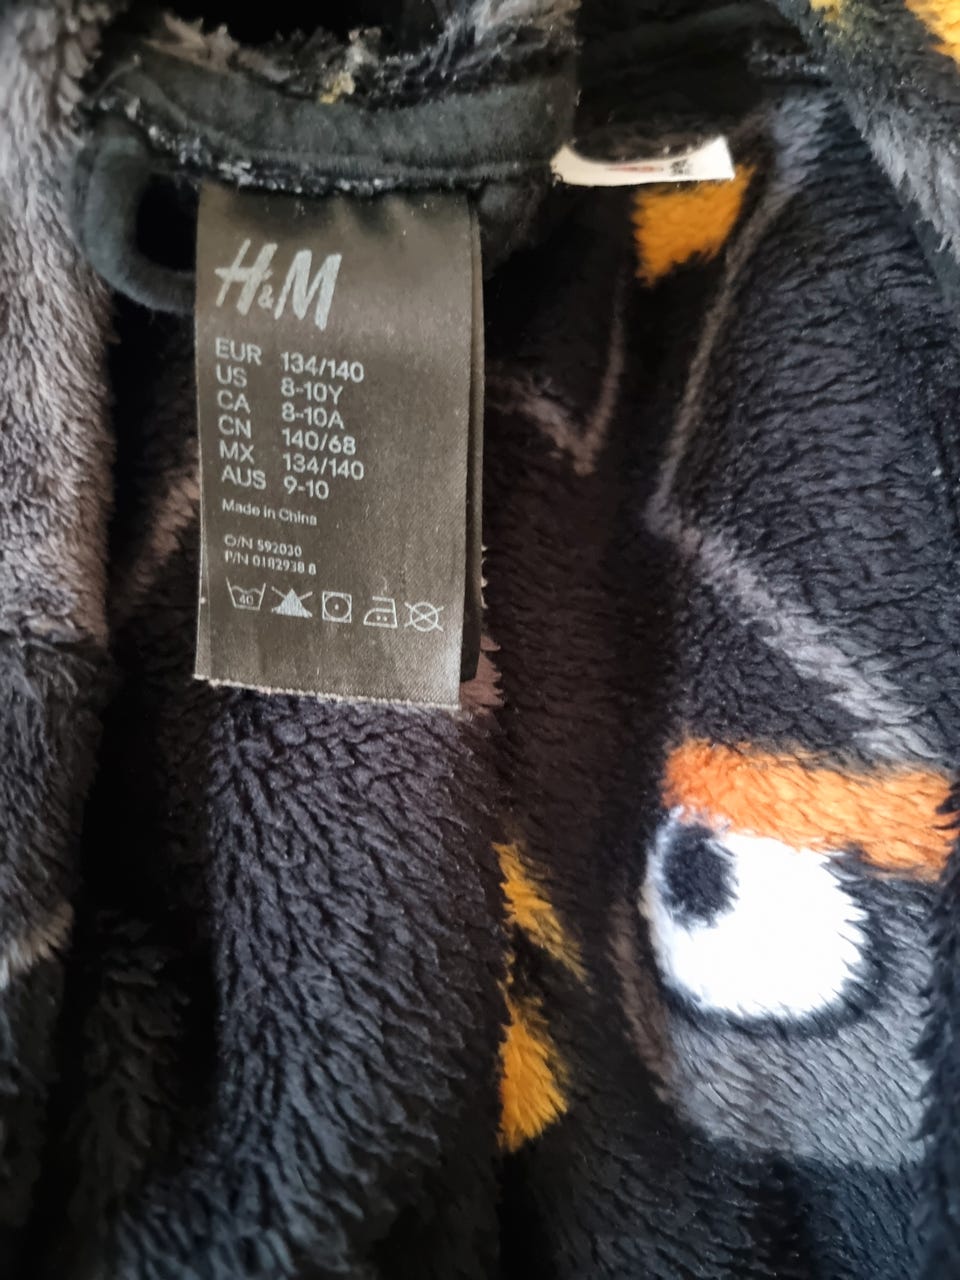 H&M
EUR 134/140
US 8-10Y
CA 8-10A
CN 140/68
MX 134/140
AUS 9-10
Made in China
O/N 592030
P/N 0182938 8
40